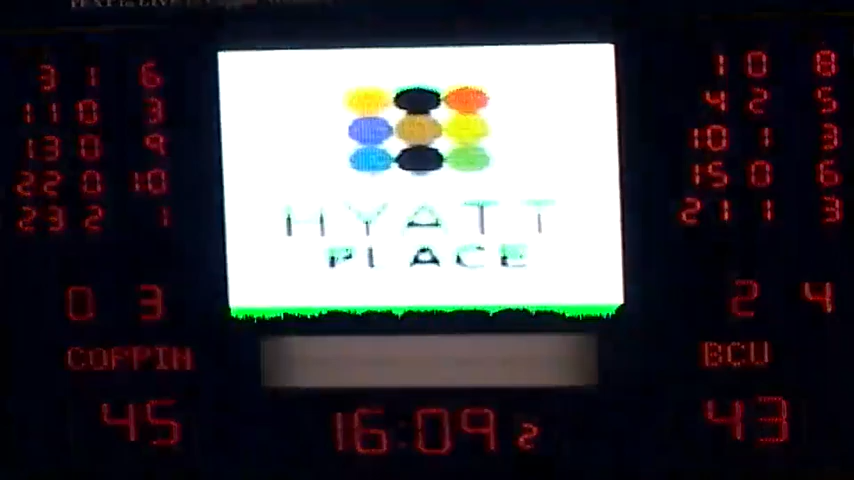 3 1 6 1 0 8
11 0 3 4 2 5
13 0 9 10 1 3
22 0 10 15 0 6
23 2 1 21 1 3
HYATT
PLACE
0 3 2 4
COPPIN BCU
45 16:09 2 43